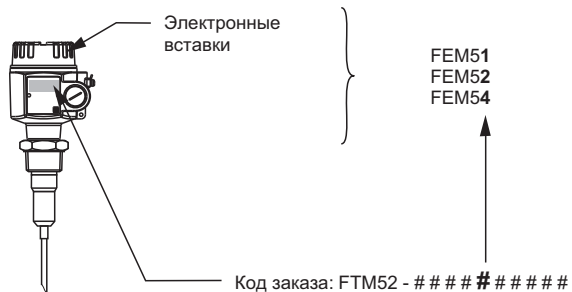 Электронные
вставки
FEM51
FEM52
FEM54
Код заказа: FTM52 - # # # # # # # # # #